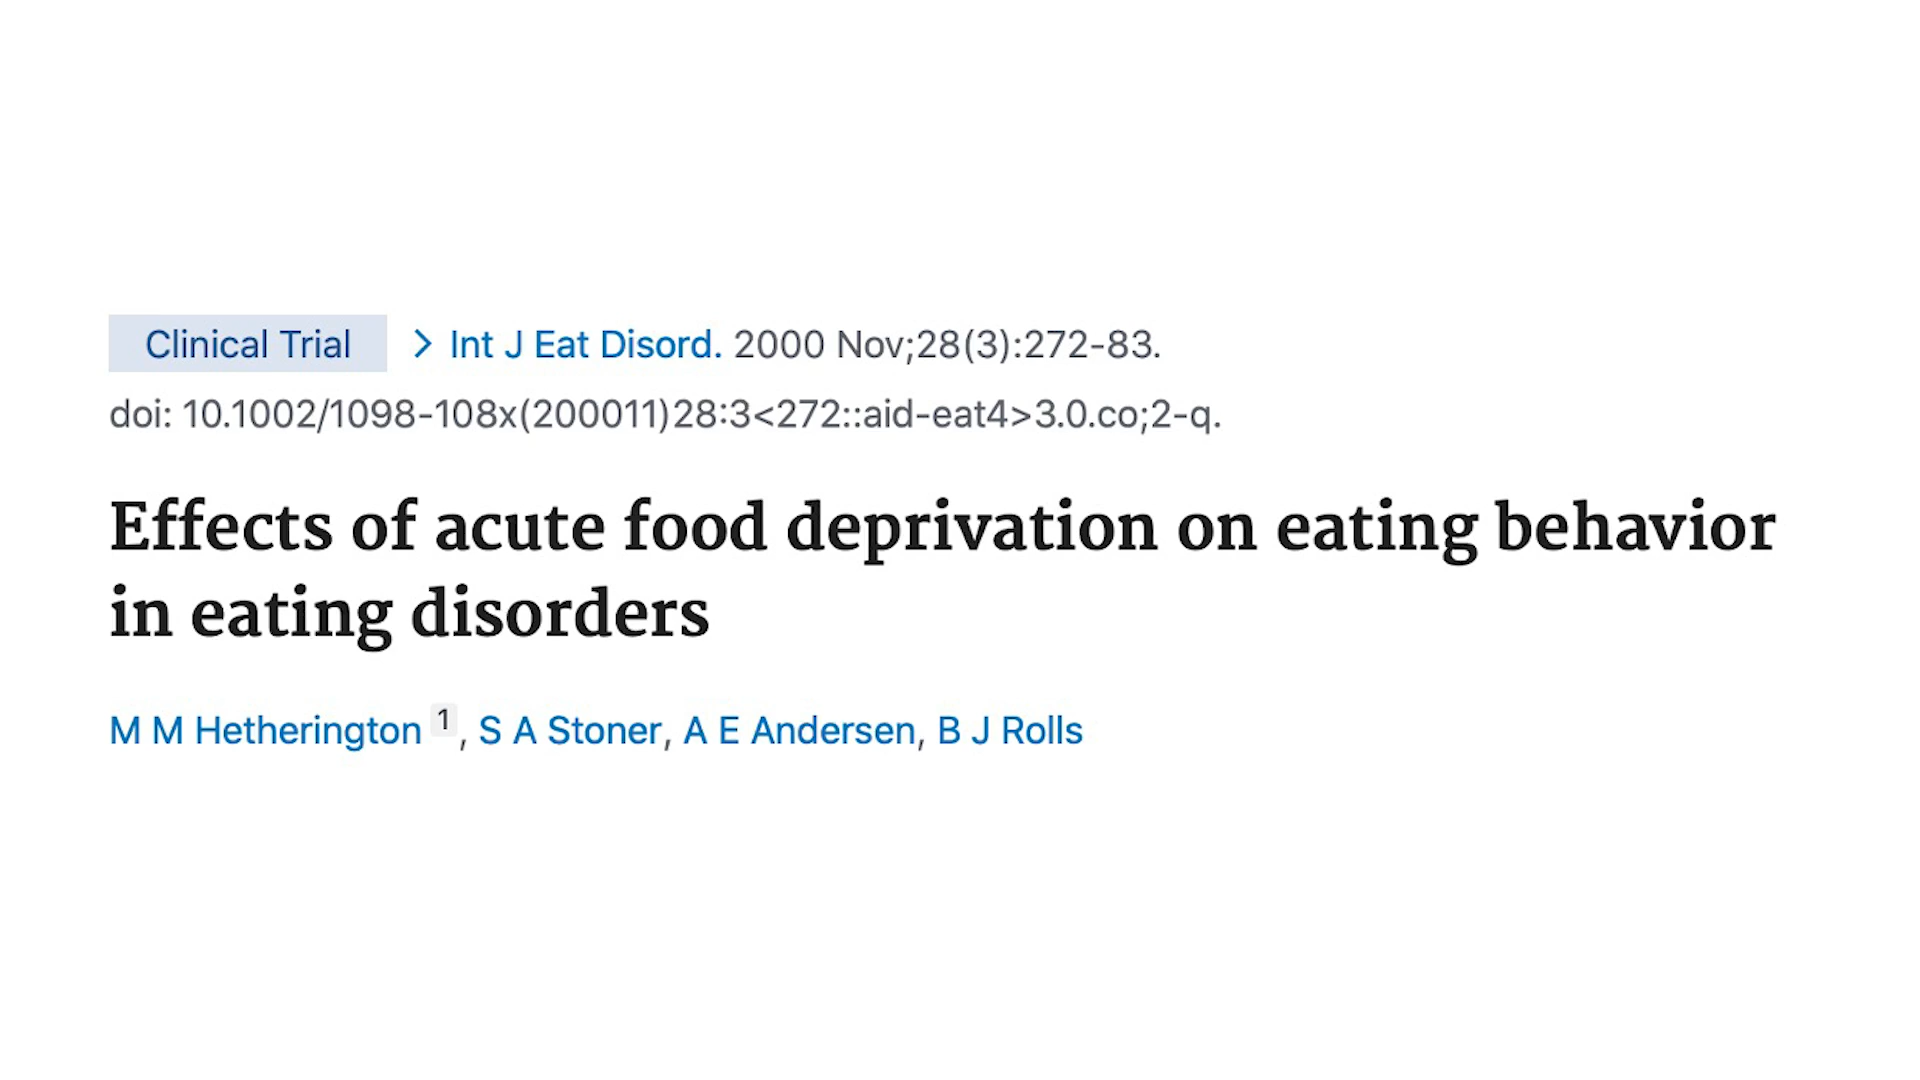 Clinical Trial > Int J Eat Disord. 2000 Nov;28(3):272-83.
doi: 10.1002/1098-108x(200011)28:3<272::aid-eat4>3.0.co;2-q.
Effects of acute food deprivation on eating behavior
in eating disorders
M M Hetherington 1, S A Stoner, A E Andersen, B J Rolls